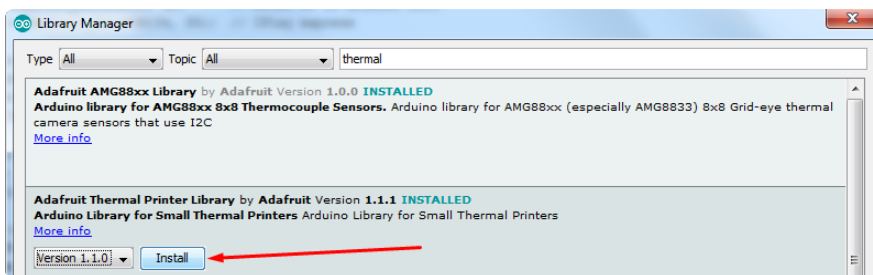 Library Manager
Type All Topic All thermal
Adafruit AMG88xx Library by Adafruit Version 1.0.0 INSTALLED
Arduino library for AMG88xx 8x8 Thermocouple Sensors. Arduino library for AMG88xx (especially AMG8833) 8x8 Grid-eye thermal
camera sensors that use I2C
More info
Adafruit Thermal Printer Library by Adafruit Version 1.1.1 INSTALLED
Arduino Library for Small Thermal Printers Arduino Library for Small Thermal Printers
More info
Version 1.1.0 Install